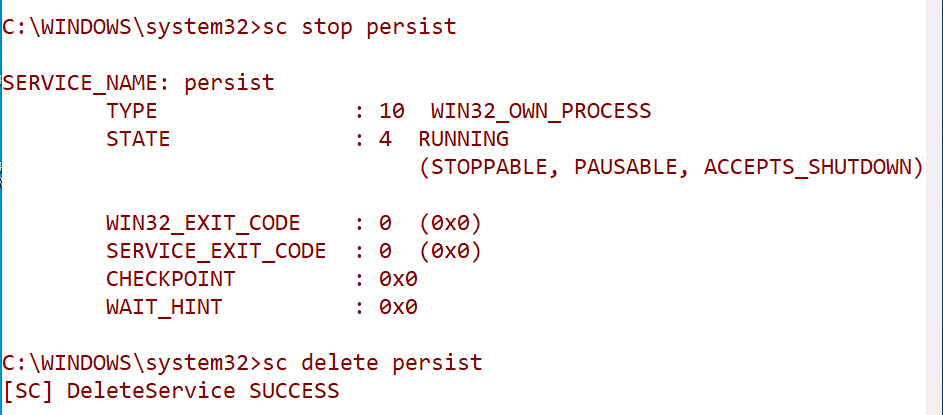 C:\WINDOWS\system32>sc stop persist
SERVICE_NAME: persist
TYPE : 10 WIN32_OWN_PROCESS
STATE : 4 RUNNING
(STOPPABLE, PAUSABLE, ACCEPTS_SHUTDOWN)
WIN32_EXIT_CODE : 0 (0x0)
SERVICE_EXIT_CODE : 0 (0x0)
CHECKPOINT : 0x0
WAIT_HINT : 0x0
C:\WINDOWS\system32>sc delete persist
[SC] DeleteService SUCCESS